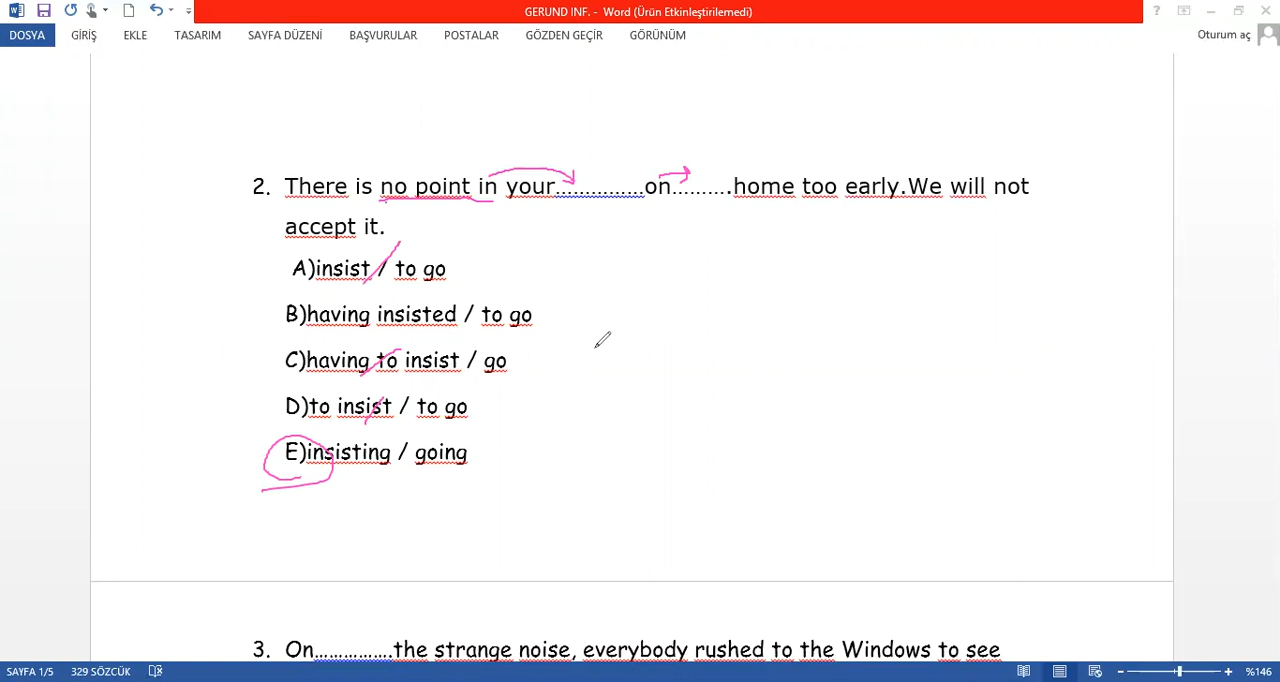 GERUND INF. - Word (Ürün Etkinleştirilemedi)
DOSYA GİRİŞ EKLE TASARIM SAYFA DÜZENİ BAŞVURULAR POSTALAR GÖZDEN GEÇİR GÖRÜNÜM Oturum aç
2. There is no point in your...............on..........home too early.We will not
accept it.
A)insist / to go
B)having insisted / to go
C)having to insist / go
D)to insist / to go
E)insisting / going
3. On...............the strange noise, everybody rushed to the Windows to see
SAYFA 1/5 329 SÖZCÜK %146